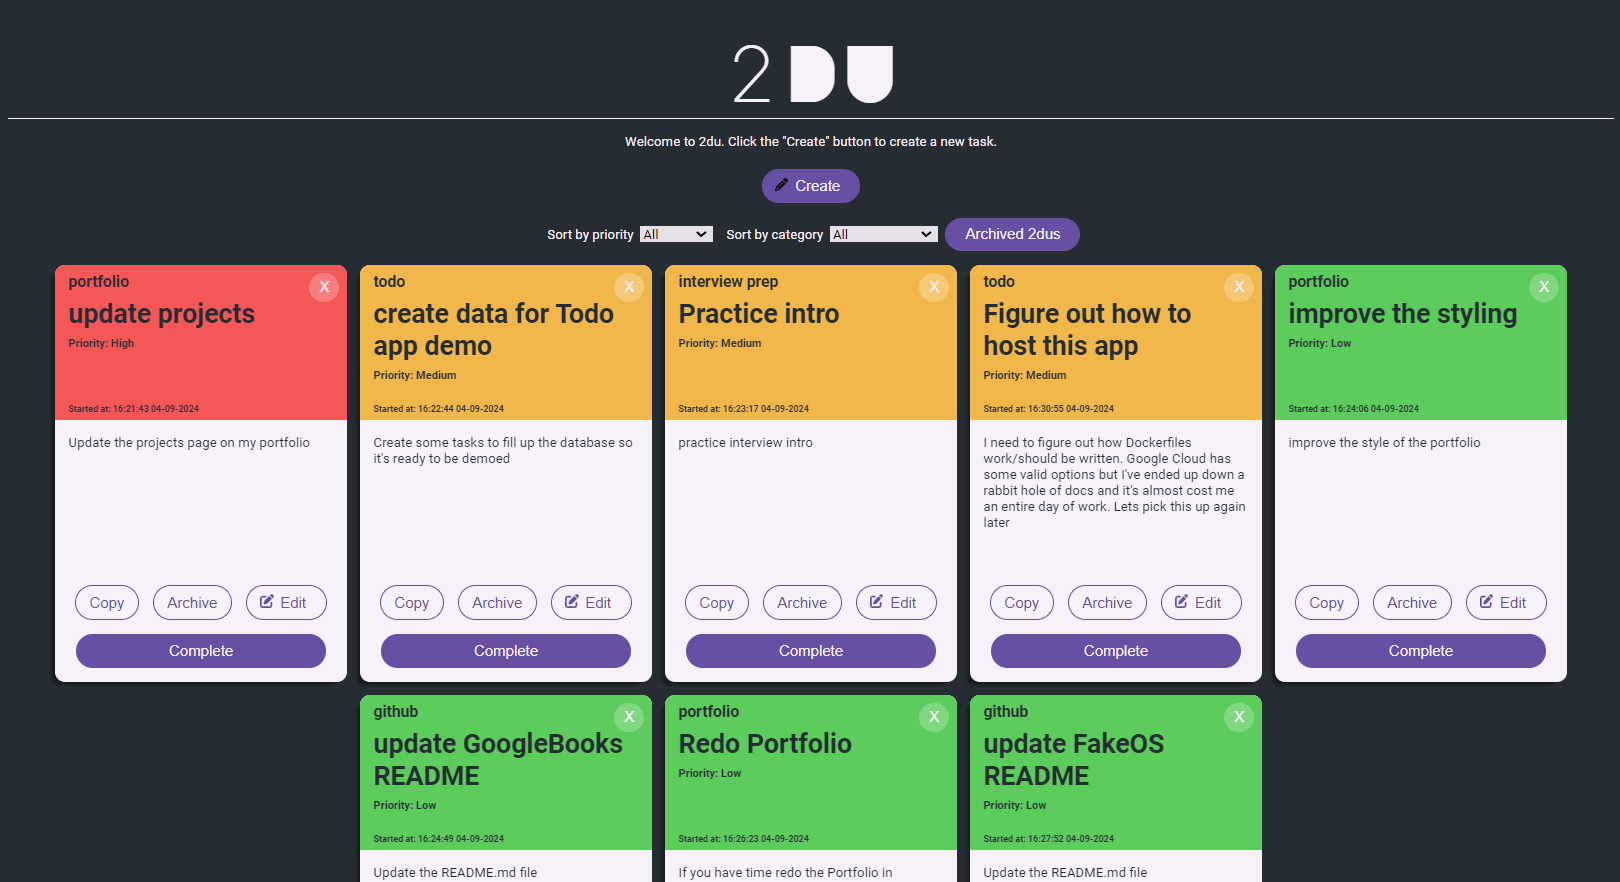 2 DU
Welcome to 2du. Click the "Create" button to create a new task.
Create
Sort by priority All Sort by category All Archived 2dus
portfolio X
update projects
Priority: High
Started at: 16:21:43 04-09-2024
Update the projects page on my portfolio
Copy Archive Edit
Complete
todo X
create data for Todo
app demo
Priority: Medium
Started at: 16:22:44 04-09-2024
Create some tasks to fill up the database so
it's ready to be demoed
Copy Archive Edit
Complete
interview prep X
Practice intro
Priority: Medium
Started at: 16:23:17 04-09-2024
practice interview intro
Copy Archive Edit
Complete
todo X
Figure out how to
host this app
Priority: Medium
Started at: 16:30:55 04-09-2024
I need to figure out how Dockerfiles
work/should be written. Google Cloud has
some valid options but I've ended up down a
rabbit hole of docs and it's almost cost me
an entire day of work. Lets pick this up again
later
Copy Archive Edit
Complete
portfolio X
improve the styling
Priority: Low
Started at: 16:24:06 04-09-2024
improve the style of the portfolio
Copy Archive Edit
Complete
github X
update GoogleBooks
README
Priority: Low
Started at: 16:24:49 04-09-2024
Update the README.md file
portfolio X
Redo Portfolio
Priority: Low
Started at: 16:26:23 04-09-2024
If you have time redo the Portfolio in
github X
update FakeOS
README
Priority: Low
Started at: 16:27:52 04-09-2024
Update the README.md file